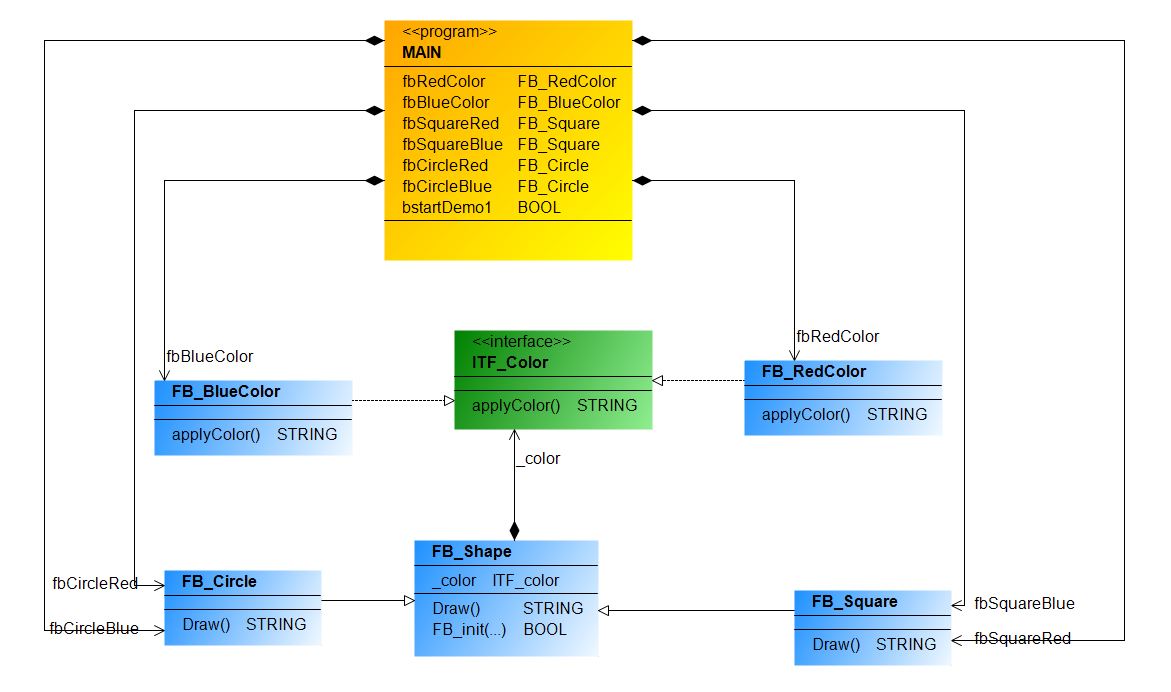 <<program>>
MAIN
fbRedColor FB_RedColor
fbBlueColor FB_BlueColor
fbSquareRed FB_Square
fbSquareBlue FB_Square
fbCircleRed FB_Circle
fbCircleBlue FB_Circle
bstartDemo1 BOOL
fbBlueColor
fbRedColor
<<interface>>
ITF_Color
applyColor() STRING
FB_BlueColor
applyColor() STRING
FB_RedColor
applyColor() STRING
_color
FB_Shape
_color ITF_color
Draw() STRING
FB_init(...) BOOL
fbCircleRed
fbCircleBlue
FB_Circle
Draw() STRING
FB_Square
Draw() STRING
fbSquareBlue
fbSquareRed